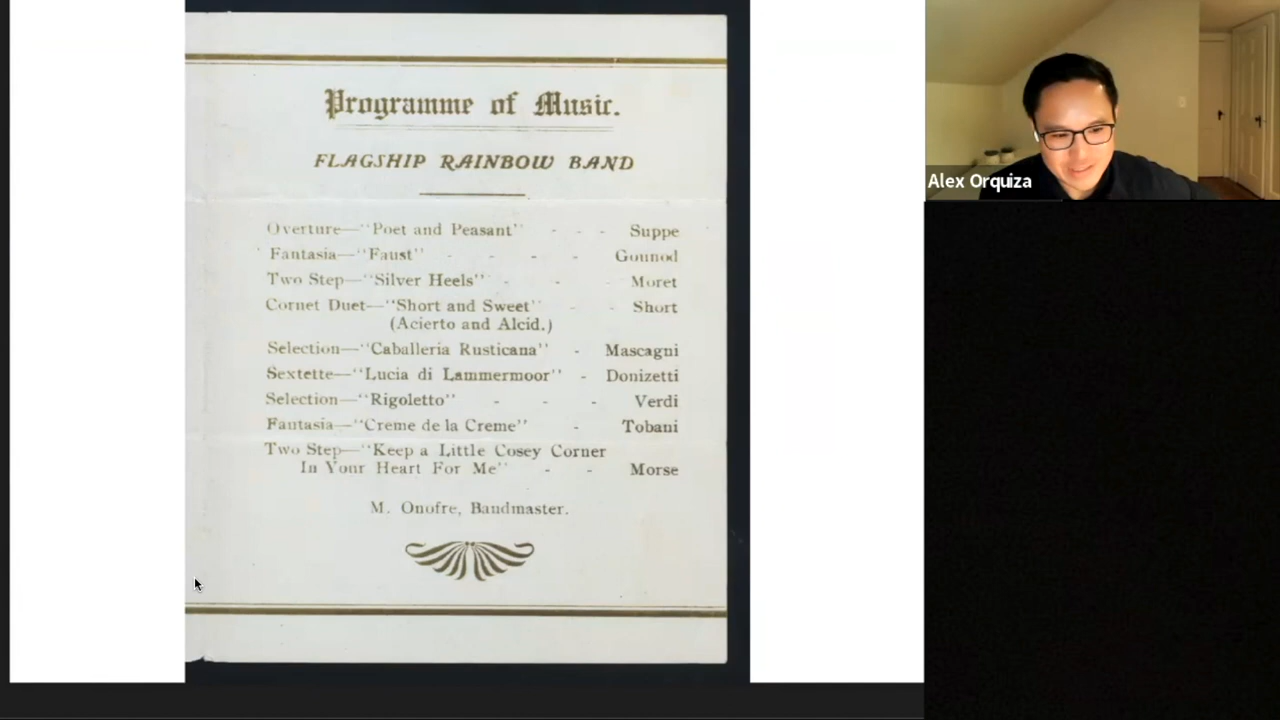 Programme of Music.
FLAGSHIP RAINBOW BAND
Overture—"Poet and Peasant" - - - Suppe
Fantasia—"Faust" - - - - Gounod
Two Step—"Silver Heels" - - - Moret
Cornet Duet—"Short and Sweet" - - Short
(Acierto and Alcid.)
Selection—"Caballeria Rusticana" - Mascagni
Sextette—"Lucia di Lammermoor" - Donizetti
Selection—"Rigoletto" - - - Verdi
Fantasia—"Creme de la Creme" - Tobani
Two Step—"Keep a Little Cosey Corner
In Your Heart For Me" - - Morse
M. Onofre, Bandmaster.
Alex Orquiza